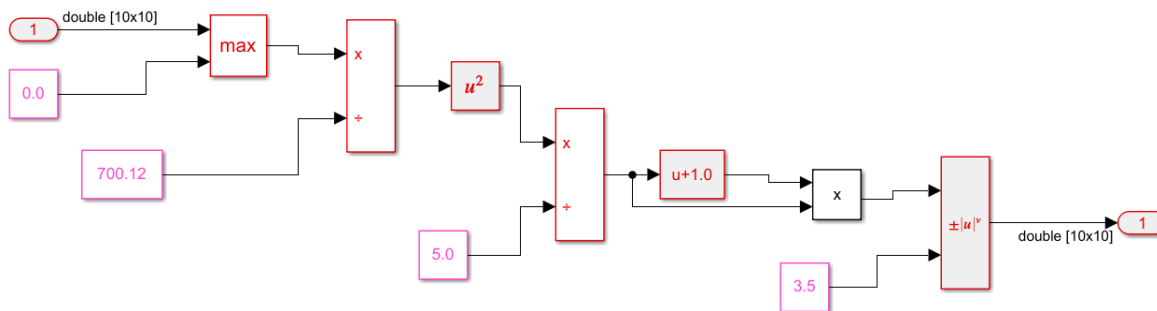 1
double [10x10]
max
0.0
x
÷
700.12
u²
x
÷
5.0
u+1.0
x
±|u|ᵛ
3.5
double [10x10]
1